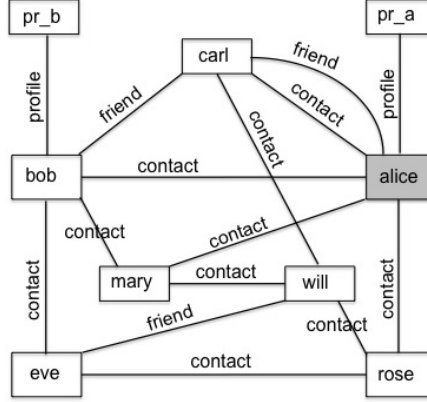 pr_b
pr_a
carl
friend
profile
friend
contact
profile
contact
bob
contact
alice
contact
contact
contact
mary
contact
will
contact
friend
contact
contact
eve
contact
rose